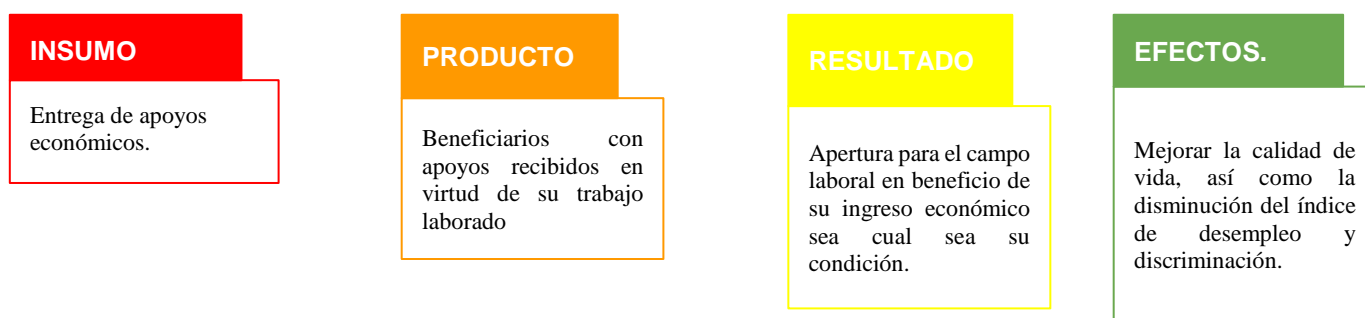 INSUMO
Entrega de apoyos
económicos.
PRODUCTO
Beneficiarios con
apoyos recibidos en
virtud de su trabajo
laborado
RESULTADO
Apertura para el campo
laboral en beneficio de
su ingreso económico
sea cual sea su
condición.
EFECTOS.
Mejorar la calidad de
vida, así como la
disminución del índice
de desempleo y
discriminación.